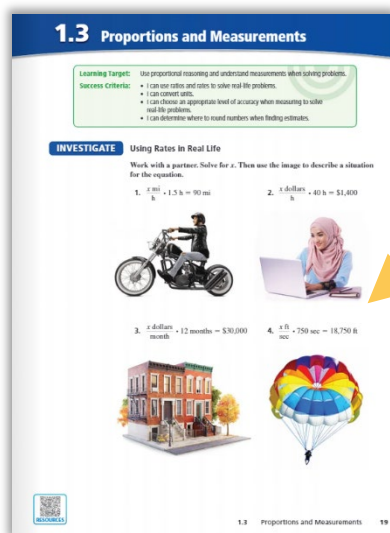 1.3 Proportions and Measurements
Learning Target: Use proportional reasoning and understand measurements when solving problems.
Success Criteria: • I can use ratios and rates to solve real-life problems.
• I can convert units.
• I can choose an appropriate level of accuracy when measuring to solve
real-life problems.
• I can determine where to round numbers when finding estimates.
INVESTIGATE Using Rates in Real Life
Work with a partner. Solve for x. Then use the image to describe a situation
for the equation.
1. x mi/h • 1.5 h = 90 mi
2. x dollars/h • 40 h = $1,400
3. x dollars/month • 12 months = $30,000
4. x ft/sec • 750 sec = 18,750 ft
RESOURCES
1.3 Proportions and Measurements 19